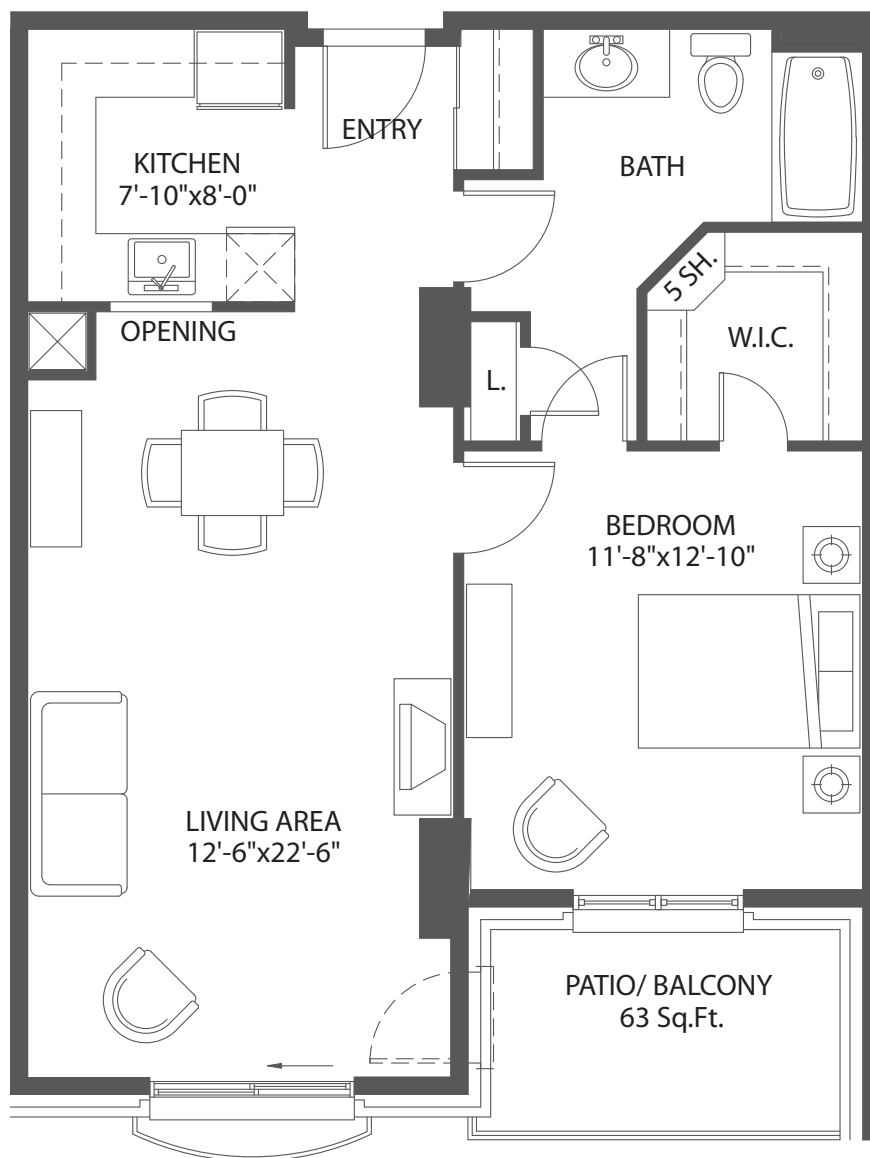 ENTRY
KITCHEN
7'-10"x8'-0"
BATH
5 SH.
OPENING
W.I.C.
L.
BEDROOM
11'-8"x12'-10"
LIVING AREA
12'-6"x22'-6"
PATIO/ BALCONY
63 Sq.Ft.